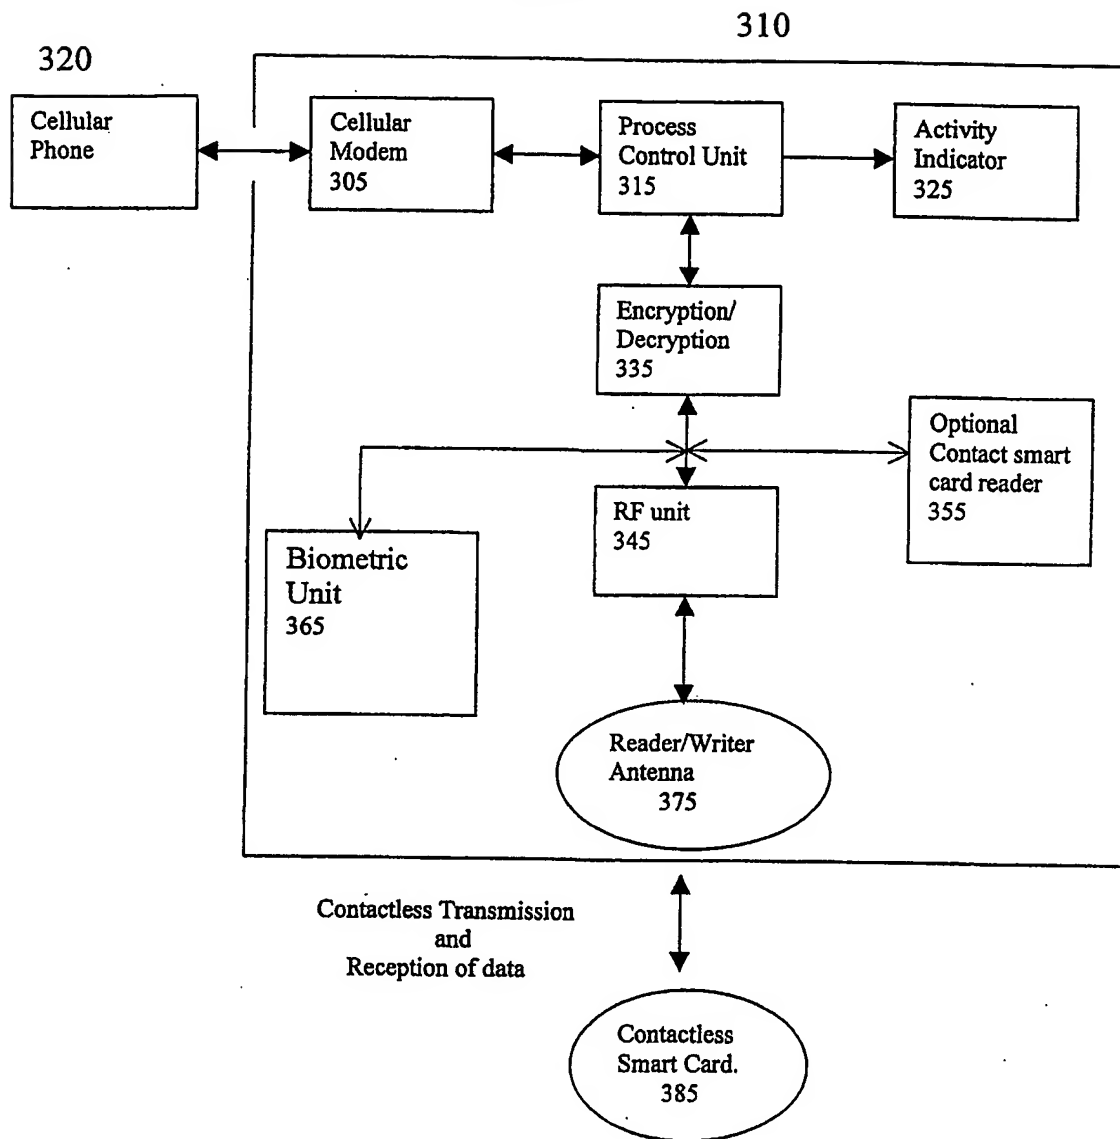 310
320
Cellular
Phone
Cellular
Modem
305
Process
Control Unit
315
Activity
Indicator
325
Encryption/
Decryption
335
Optional
Contact smart
card reader
355
RF unit
345
Biometric
Unit
365
Reader/Writer
Antenna
375
Contactless Transmission
and
Reception of data
Contactless
Smart Card.
385